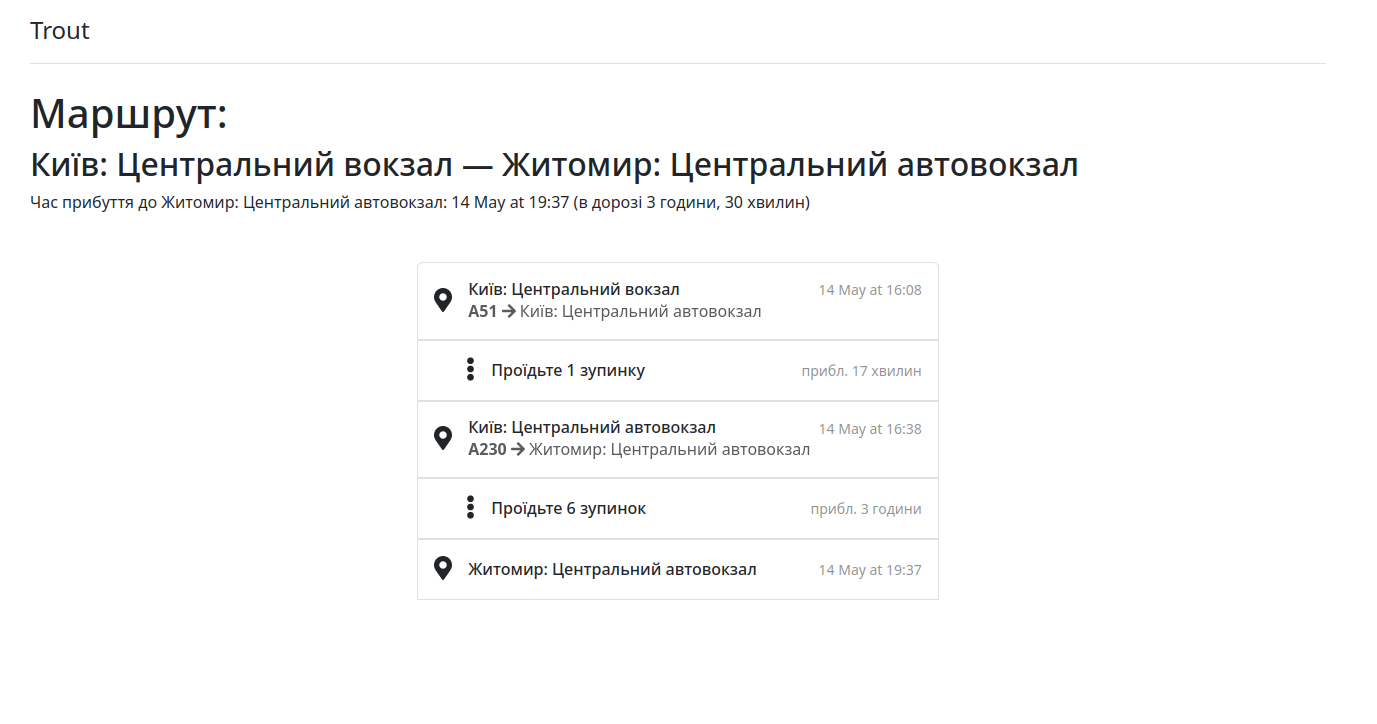 Trout
Маршрут:
Київ: Центральний вокзал — Житомир: Центральний автовокзал
Час прибуття до Житомир: Центральний автовокзал: 14 May at 19:37 (в дорозі 3 години, 30 хвилин)
Київ: Центральний вокзал 14 May at 16:08
А51 → Київ: Центральний автовокзал
Проїдьте 1 зупинку прибл. 17 хвилин
Київ: Центральний автовокзал 14 May at 16:38
А230 → Житомир: Центральний автовокзал
Проїдьте 6 зупинок прибл. 3 години
Житомир: Центральний автовокзал 14 May at 19:37